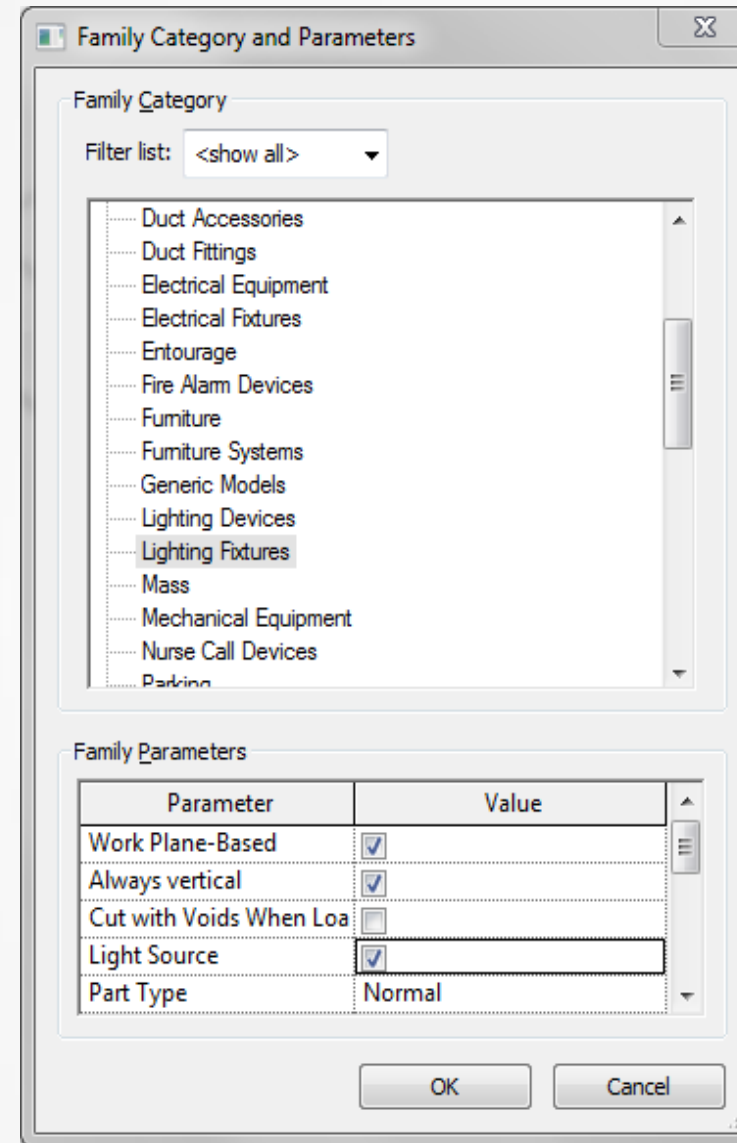 Family Category and Parameters
Family Category
Filter list: <show all>
Duct Accessories
Duct Fittings
Electrical Equipment
Electrical Fixtures
Entourage
Fire Alarm Devices
Furniture
Furniture Systems
Generic Models
Lighting Devices
Lighting Fixtures
Mass
Mechanical Equipment
Nurse Call Devices
Parking
Family Parameters
Parameter Value
Work Plane-Based
Always vertical
Cut with Voids When Loa
Light Source
Part Type Normal
OK Cancel